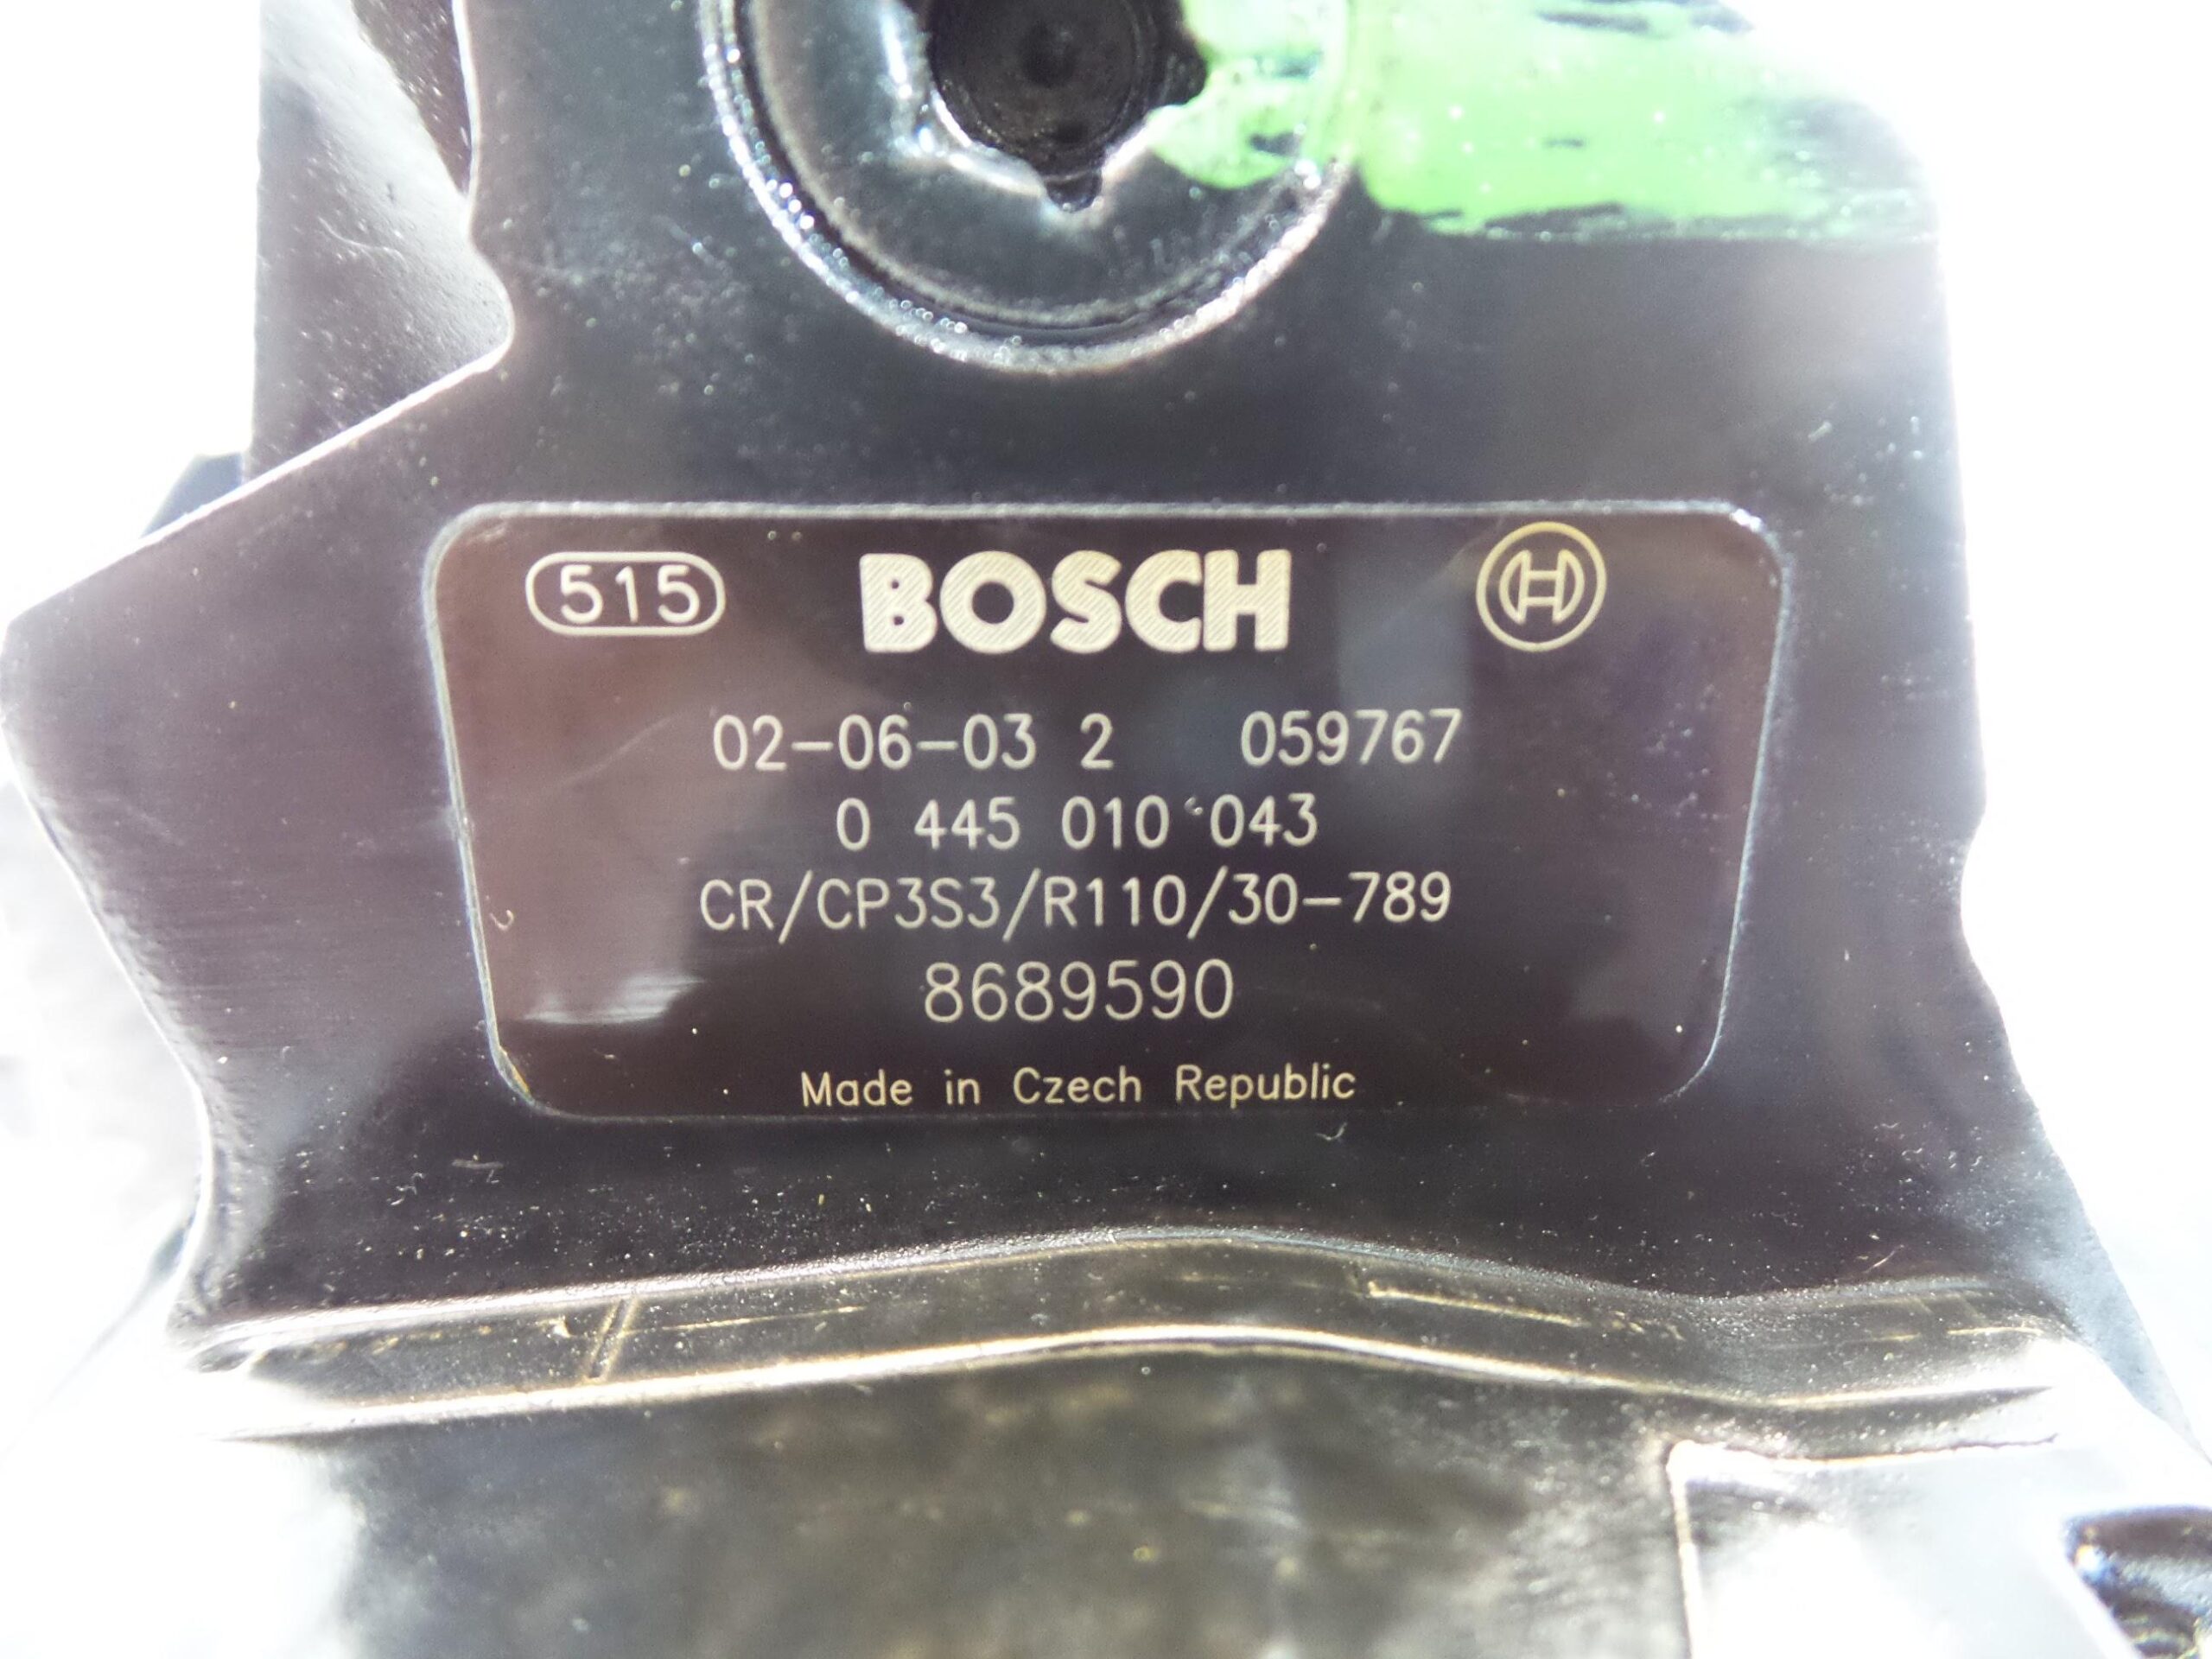 515 BOSCH
02-06-03 2 059767
0 445 010 043
CR/CP3S3/R110/30-789
8689590
Made in Czech Republic